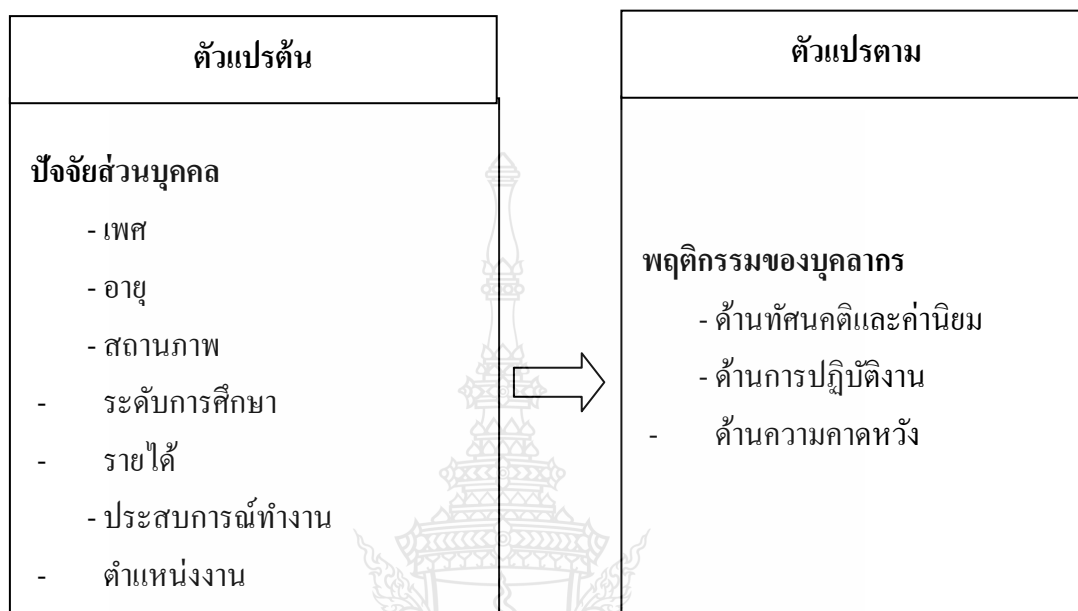 ตัวแปรต้น
ปัจจัยส่วนบุคคล
- เพศ
- อายุ
- สถานภาพ
- ระดับการศึกษา
- รายได้
- ประสบการณ์ทำงาน
- ตำแหน่งงาน
ตัวแปรตาม
พฤติกรรมของบุคลากร
- ด้านทัศนคติและค่านิยม
- ด้านการปฏิบัติงาน
- ด้านความคาดหวัง